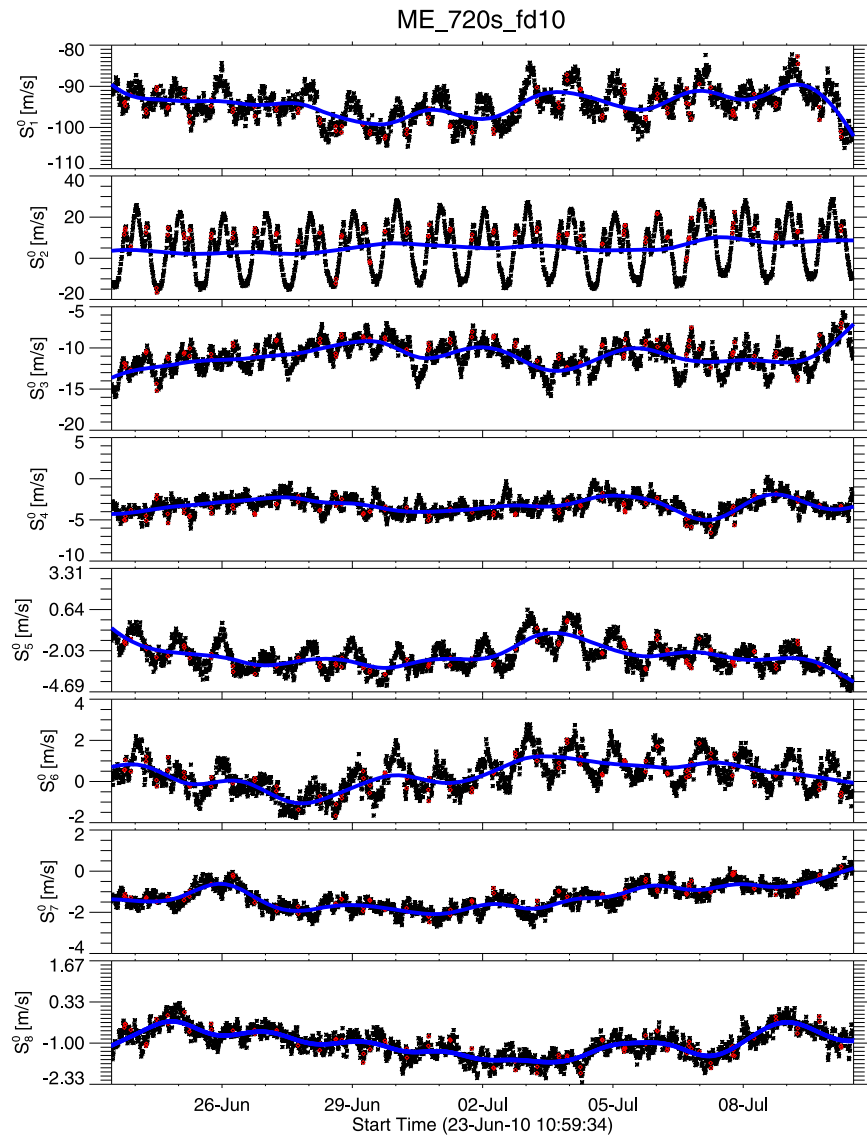 ME_720s_fd10
-80
-90
-100
-110
S⁰₁ [m/s]
40
20
0
-20
S⁰₂ [m/s]
-5
-10
-15
-20
S⁰₃ [m/s]
5
0
-5
-10
S⁰₄ [m/s]
3.31
0.64
-2.03
-4.69
S⁰₅ [m/s]
4
2
0
-2
S⁰₆ [m/s]
2
0
-2
-4
S⁰₇ [m/s]
1.67
0.33
-1.00
-2.33
S⁰₈ [m/s]
26-Jun 29-Jun 02-Jul 05-Jul 08-Jul
Start Time (23-Jun-10 10:59:34)